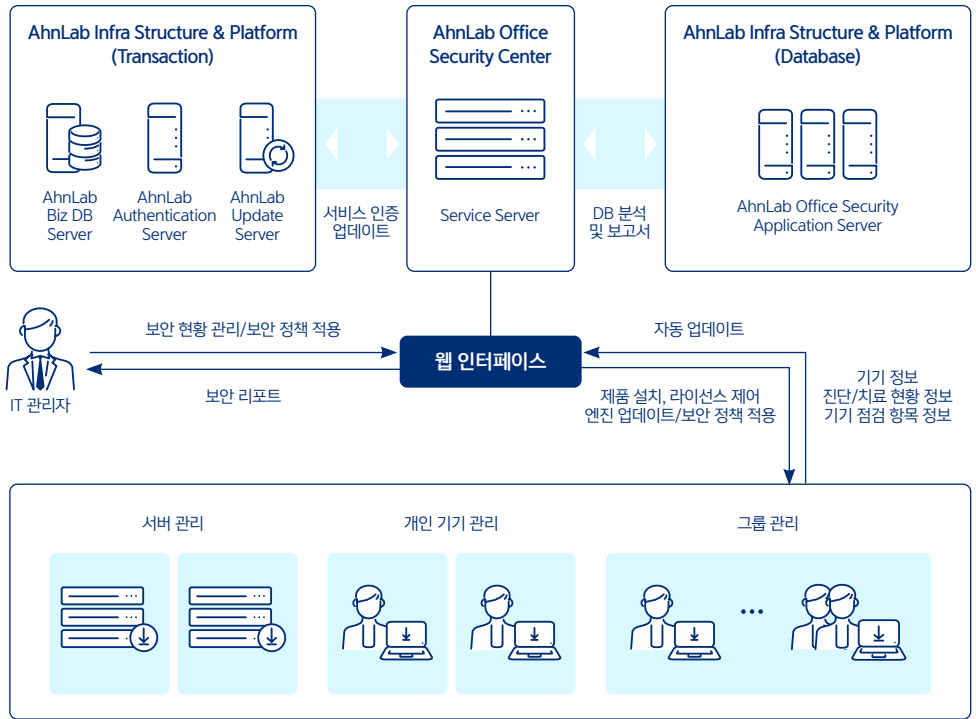 AhnLab Infra Structure & Platform
(Transaction)
AhnLab
Biz DB
Server
AhnLab
Authentication
Server
AhnLab
Update
Server
서비스 인증
업데이트
AhnLab Office
Security Center
Service Server
DB 분석
및 보고서
AhnLab Infra Structure & Platform
(Database)
AhnLab Office Security
Application Server
IT 관리자
보안 현황 관리/보안 정책 적용
보안 리포트
웹 인터페이스
자동 업데이트
제품 설치, 라이선스 제어
엔진 업데이트/보안 정책 적용
기기 정보
진단/치료 현황 정보
기기 점검 항목 정보
서버 관리
개인 기기 관리
그룹 관리